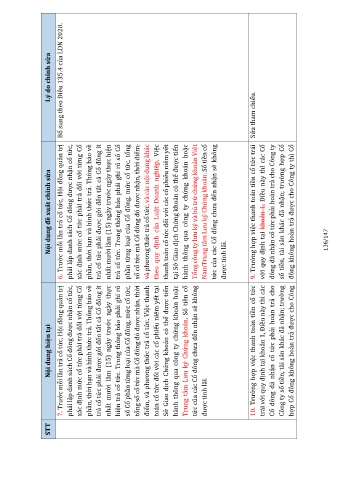 STT
Nội dung hiện tại
Nội dung đề xuất chỉnh sửa
Lý do chỉnh sửa
7. Trước mỗi lần trả cổ tức, Hội đồng quản trị
phải lập danh sách Cổ đông được nhận cổ tức,
xác định mức cổ tức phải trả đối với từng Cổ
phần, thời hạn và hình thức trả. Thông báo về
trả cổ tức phải được gửi đến tất cả Cổ đông ít
nhất mười lăm (15) ngày trước ngày thực
hiện trả cổ tức. Trong thông báo phải ghi rõ
số Cổ phần từng loại của Cổ đông, mức cổ tức,
tổng số cổ tức mà Cổ đông đó được nhận, thời
điểm, và phương thức trả cổ tức. Việc thanh
toán cổ tức đối với các cổ phiếu niêm yết tại
Sở Giao dịch Chứng khoán có thể được tiến
hành thông qua công ty chứng khoán hoặc
Trung tâm Lưu ký Chứng khoán. Số tiền cổ
tức của các Cổ đông chưa đến nhận sẽ không
được tính lãi.
6. Trước mỗi lần trả cổ tức, Hội đồng quản trị
phải lập danh sách Cổ đông được nhận cổ tức,
xác định mức cổ tức phải trả đối với từng Cổ
phần, thời hạn và hình thức trả. Thông báo về
trả cổ tức phải được gửi đến tất cả Cổ đông ít
nhất mười lăm (15) ngày trước ngày thực hiện
trả cổ tức. Trong thông báo phải ghi rõ số Cổ
phần từng loại của Cổ đông, mức cổ tức, tổng
số cổ tức mà Cổ đông đó được nhận, thời điểm,
và phương thức trả cổ tức, và các nội dung khác
theo quy định của Luật Doanh nghiệp. Việc
thanh toán cổ tức đối với các cổ phiếu niêm yết
tại Sở Giao dịch Chứng khoán có thể được tiến
hành thông qua công ty chứng khoán hoặc
Tổng công ty lưu ký và bù trừ chứng khoán Việt
Nam/Trung tâm Lưu ký Chứng khoán. Số tiền cổ
tức của các Cổ đông chưa đến nhận sẽ không
được tính lãi.
Bổ sung theo Điều 135.4 của LDN 2020.
10. Trường hợp việc thanh toán tiền cổ tức
trái với quy định tại khoản 1 Điều này thì các
Cổ đông đã nhận cổ tức phải hoàn trả cho
Công ty số tiền, tài sản khác đã nhận; trường
hợp Cổ đông không hoàn trả được cho Công
9. Trường hợp việc thanh toán tiền cổ tức trái
với quy định tại khoản 1, Điều này thì các Cổ
đông đã nhận cổ tức phải hoàn trả cho Công ty
số tiền, tài sản khác đã nhận; trường hợp Cổ
đông không hoàn trả được cho Công ty thì Cổ
Sửa tham chiếu.
136/147